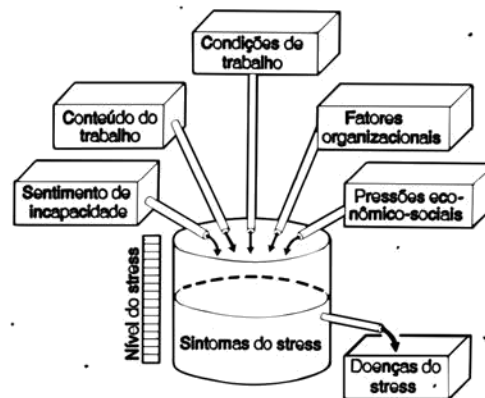 Condições de
trabalho
Conteúdo do
trabalho
Fatores
organizacionais
Sentimento de
incapacidade
Pressões eco-
nômico-sociais
Nível do stress
Sintomas do stress
Doenças do
stress